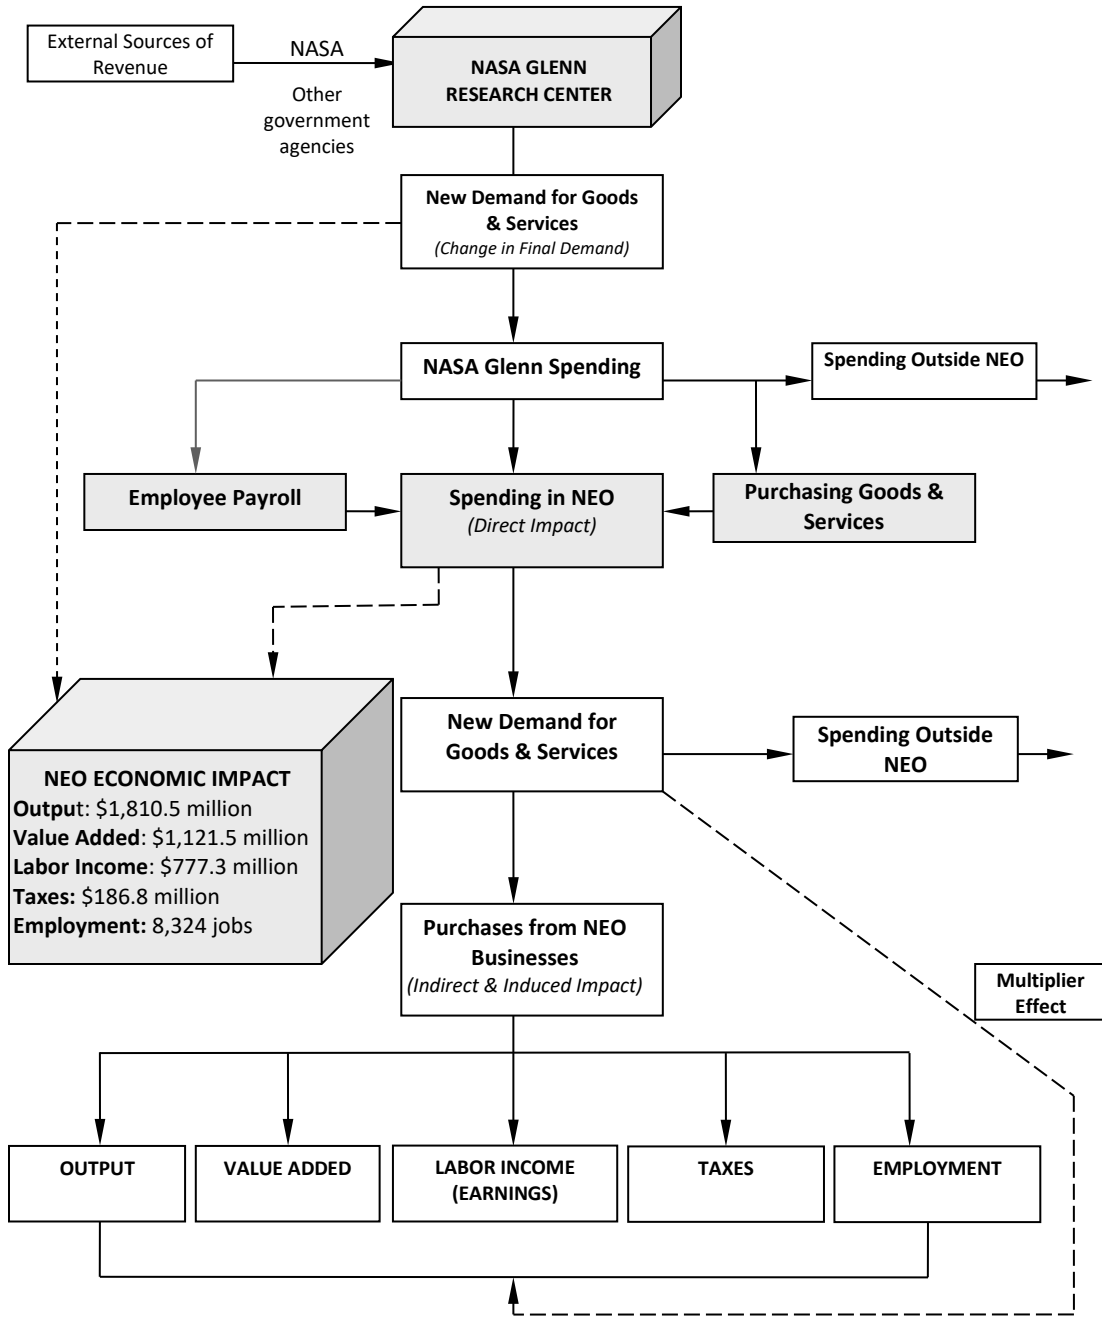 External Sources of
Revenue
NASA
Other
government
agencies
NASA GLENN
RESEARCH CENTER
New Demand for Goods
& Services
(Change in Final Demand)
NASA Glenn Spending
Spending Outside NEO
Employee Payroll
Spending in NEO
(Direct Impact)
Purchasing Goods &
Services
NEO ECONOMIC IMPACT
Output: $1,810.5 million
Value Added: $1,121.5 million
Labor Income: $777.3 million
Taxes: $186.8 million
Employment: 8,324 jobs
New Demand for
Goods & Services
Spending Outside
NEO
Purchases from NEO
Businesses
(Indirect & Induced Impact)
Multiplier
Effect
OUTPUT
VALUE ADDED
LABOR INCOME
(EARNINGS)
TAXES
EMPLOYMENT